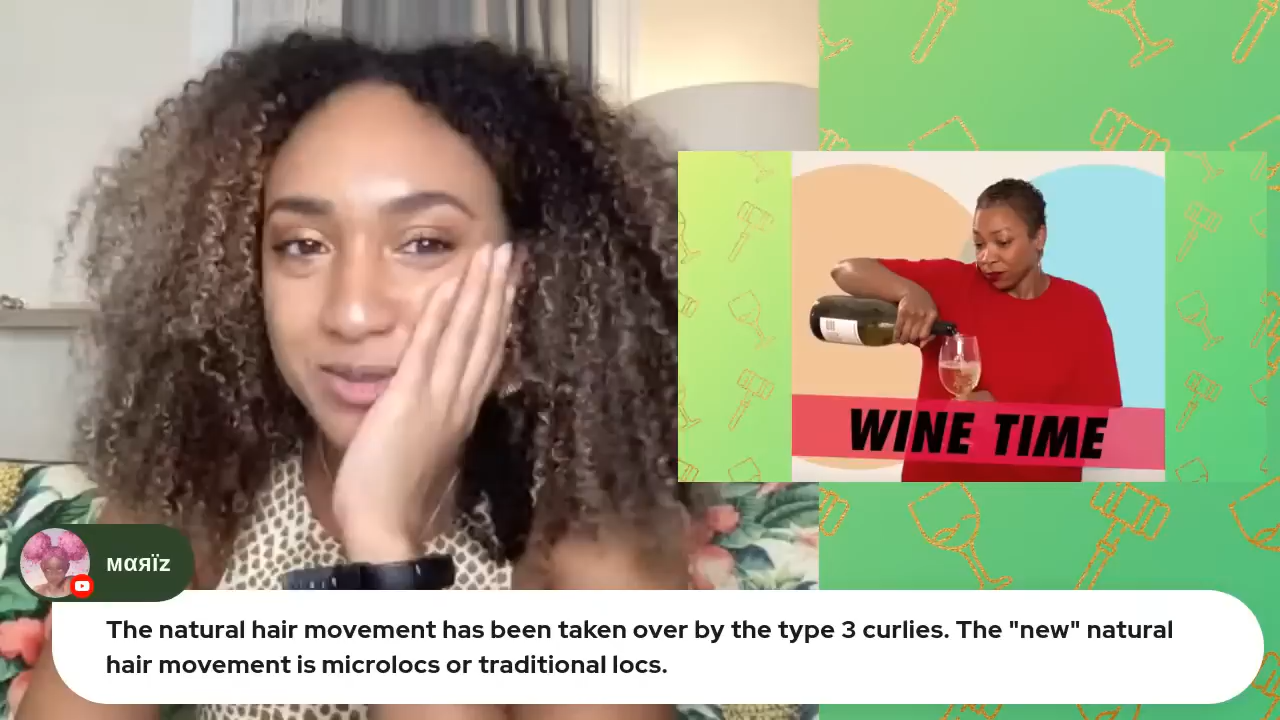 WINE TIME
мαяïz
The natural hair movement has been taken over by the type 3 curlies. The "new" natural
hair movement is microlocs or traditional locs.